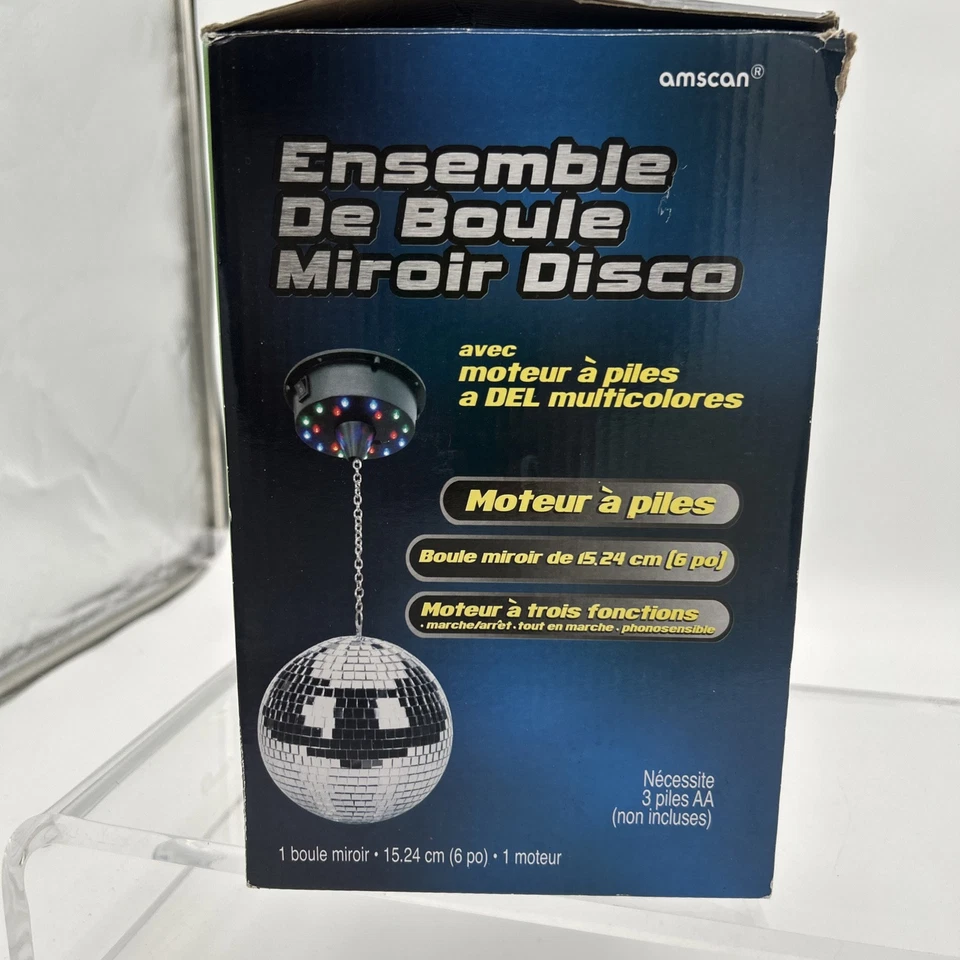 amscan®
Ensemble
De Boule
Miroir Disco
avec
moteur à piles
a DEL multicolores
Moteur à piles
Boule miroir de 15.24 cm (6 po)
Moteur à trois fonctions
• marche/arrêt • tout en marche • phonosensible
Nécessite
3 piles AA
(non incluses)
1 boule miroir • 15.24 cm (6 po) • 1 moteur